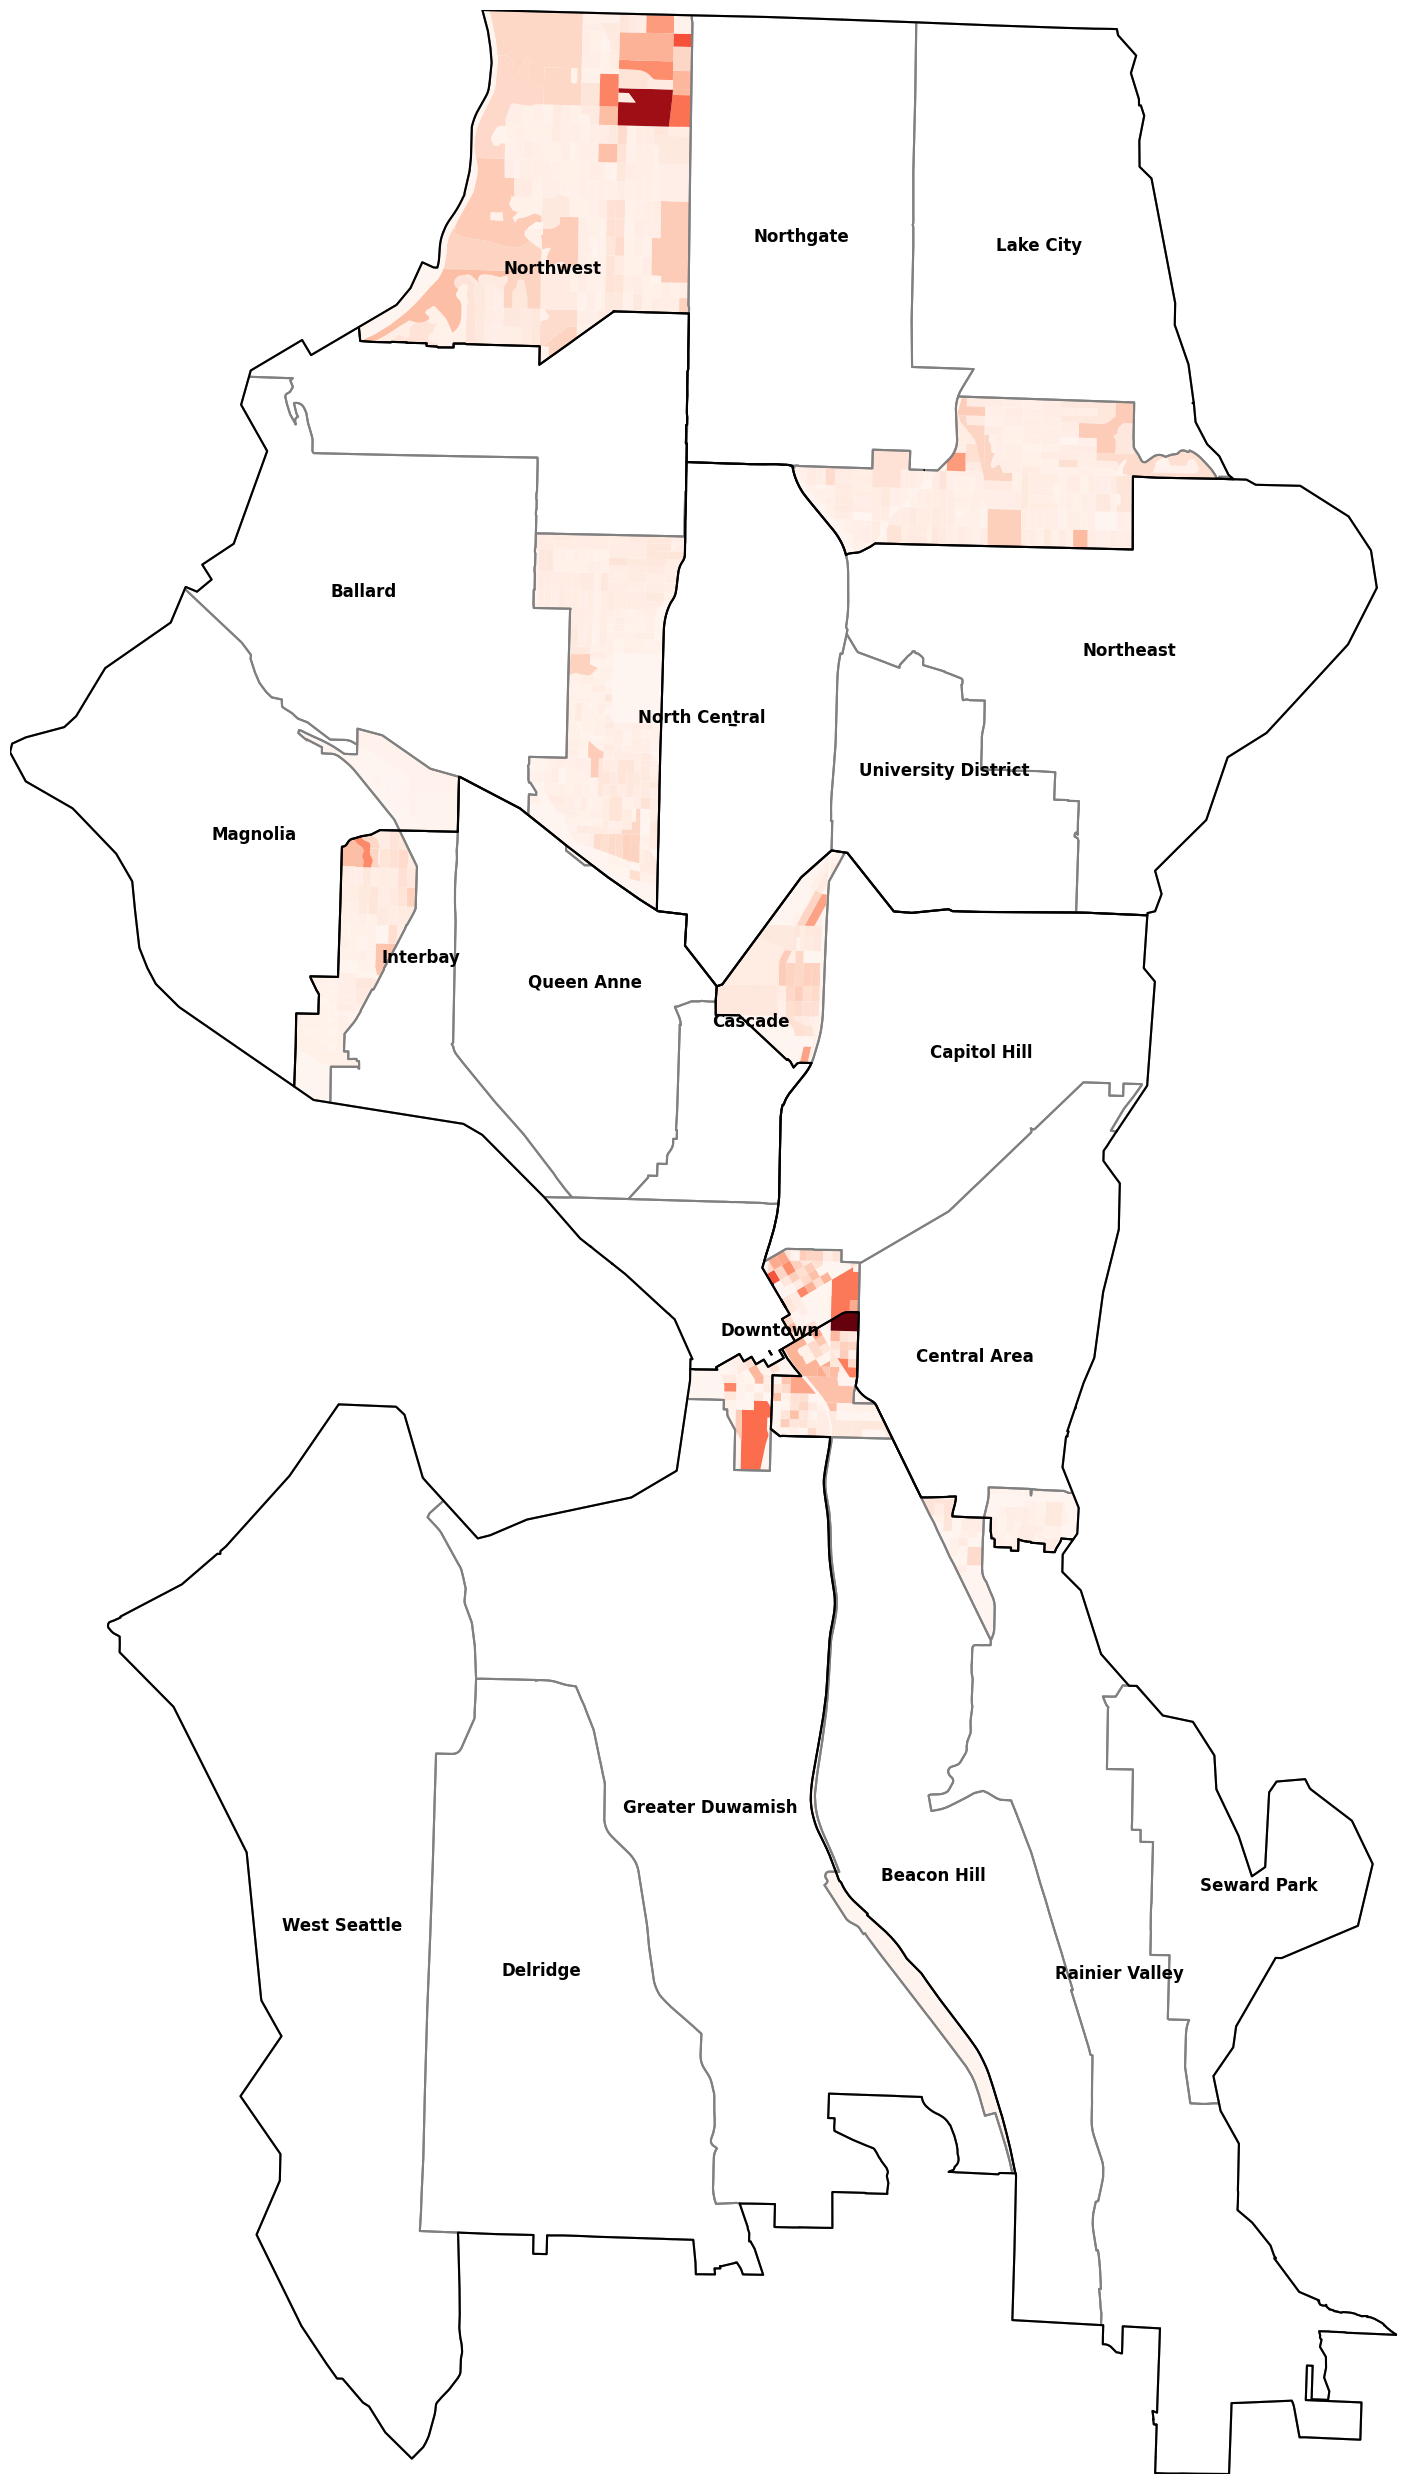 Northgate
Lake City
Northwest
Ballard
Northeast
North Central
University District
Magnolia
Interbay
Queen Anne
Cascade
Capitol Hill
Downtown
Central Area
Greater Duwamish
Beacon Hill
Seward Park
West Seattle
Delridge
Rainier Valley